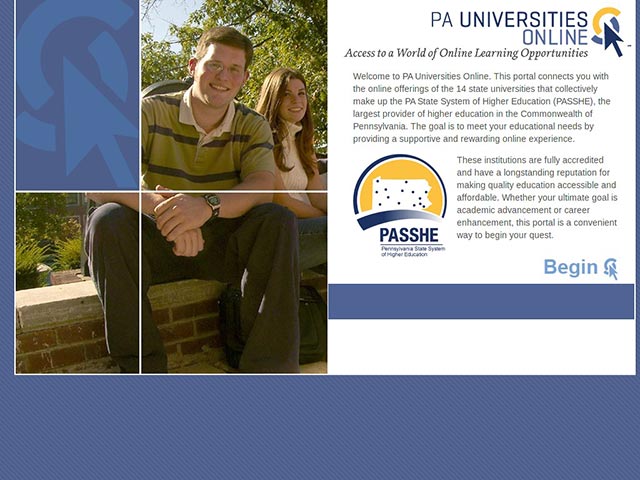 PA UNIVERSITIES
ONLINE
Access to a World of Online Learning Opportunities
Welcome to PA Universities Online. This portal connects you with
the online offerings of the 14 state universities that collectively
make up the PA State System of Higher Education (PASSHE), the
largest provider of higher education in the Commonwealth of
Pennsylvania. The goal is to meet your educational needs by
providing a supportive and rewarding online experience.
These institutions are fully accredited
and have a longstanding reputation for
making quality education accessible and
affordable. Whether your ultimate goal is
academic advancement or career
enhancement, this portal is a convenient
way to begin your quest.
PASSHE
Pennsylvania State System
of Higher Education
Begin